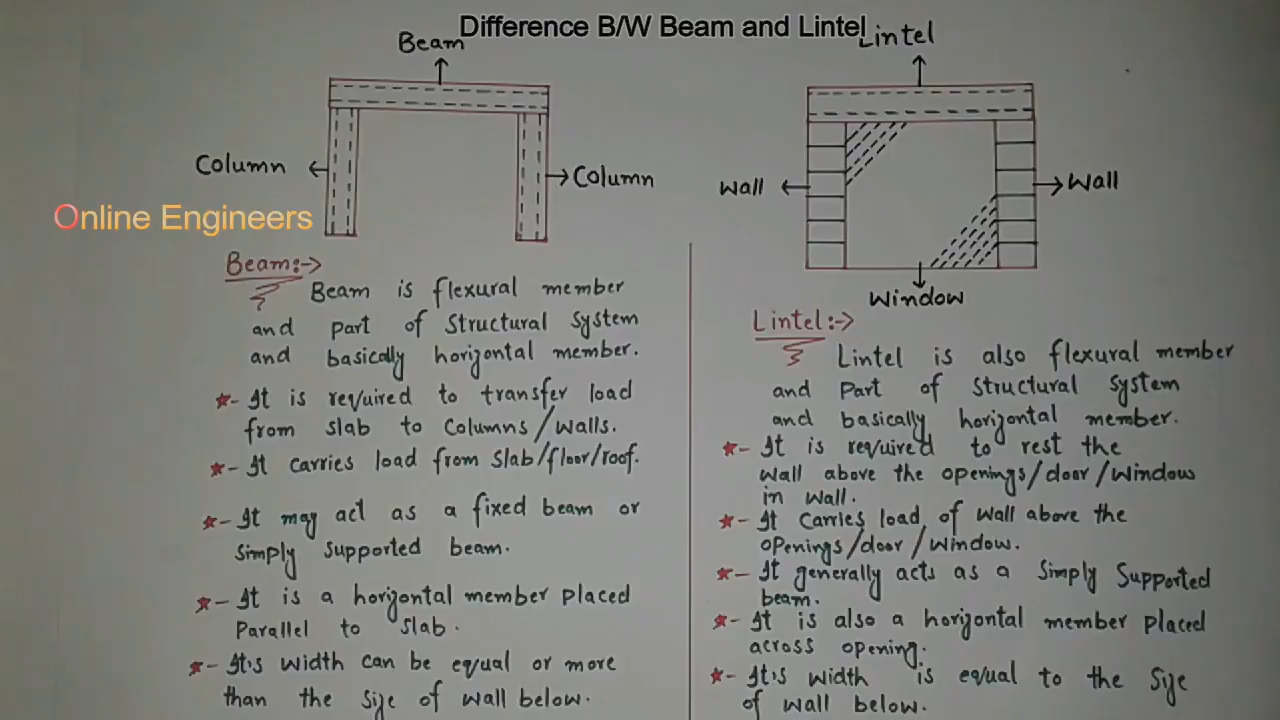 Difference B/W Beam and Lintel
Beam
Column
Column
Online Engineers
Beam:->
Beam is flexural member
and part of structural system
and basically horizontal member.
It is required to transfer load
from slab to columns/walls.
It carries load from slab/floor/roof.
It may act as a fixed beam or
simply supported beam.
It is a horizontal member placed
Parallel to slab.
It's width can be equal or more
than the size of wall below.
Lintel
Wall
Wall
Window
Lintel:->
Lintel is also flexural member
and Part of structural system
and basically horizontal member.
It is required to rest the
wall above the openings/door/window
in wall.
It carries load of wall above the
openings/door/window.
It generally acts as a simply supported
beam.
It is also a horizontal member placed
across opening.
It's width is equal to the size
of wall below.